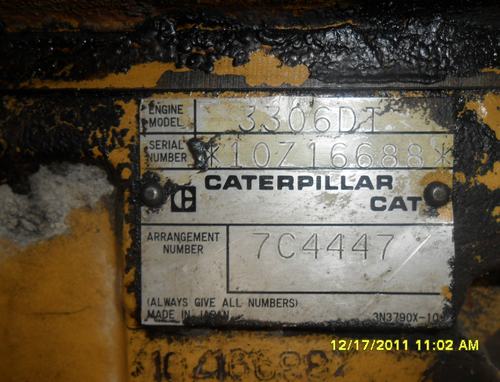 ENGINE MODEL 3306DT
SERIAL NUMBER *10Z16688*
CATERPILLAR
CAT
ARRANGEMENT NUMBER 7C4447
(ALWAYS GIVE ALL NUMBERS)
MADE IN JAPAN 3N3790X-10
12/17/2011 11:02 AM